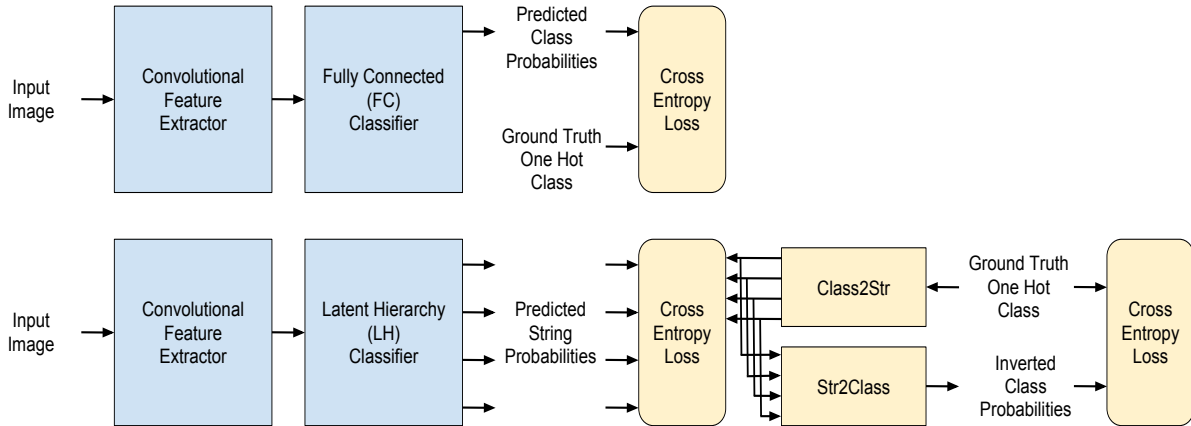 Input
Image
Convolutional
Feature
Extractor
Fully Connected
(FC)
Classifier
Predicted
Class
Probabilities
Ground Truth
One Hot
Class
Cross
Entropy
Loss
Input
Image
Convolutional
Feature
Extractor
Latent Hierarchy
(LH)
Classifier
Predicted
String
Probabilities
Cross
Entropy
Loss
Class2Str
Str2Class
Ground Truth
One Hot
Class
Inverted
Class
Probabilities
Cross
Entropy
Loss